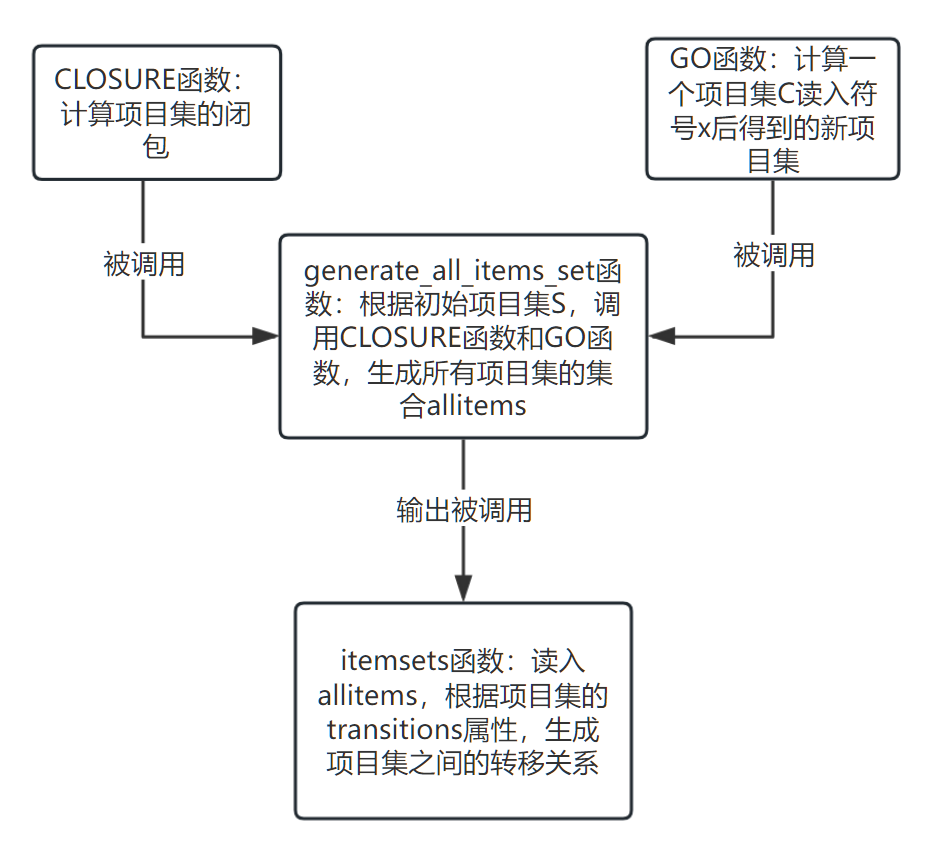 CLOSURE函数：
计算项目集的闭
包
GO函数：计算一
个项目集C读入符
号x后得到的新项
目集
被调用
被调用
generate_all_items_set函
数：根据初始项目集S，调
用CLOSURE函数和GO函
数，生成所有项目集的集
合allitems
输出被调用
itemsets函数：读入
allitems，根据项目集的
transitions属性，生成
项目集之间的转移关系